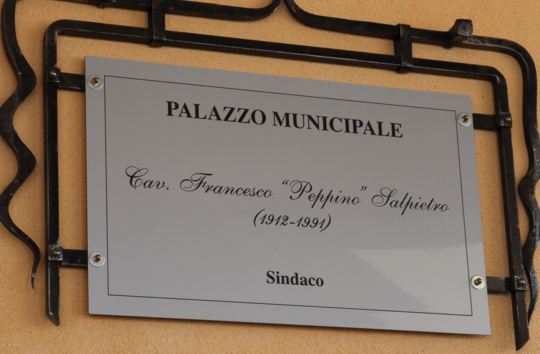 PALAZZO MUNICIPALE
Cav. Francesco “Peppino” Salpietro
(1912-1991)
Sindaco